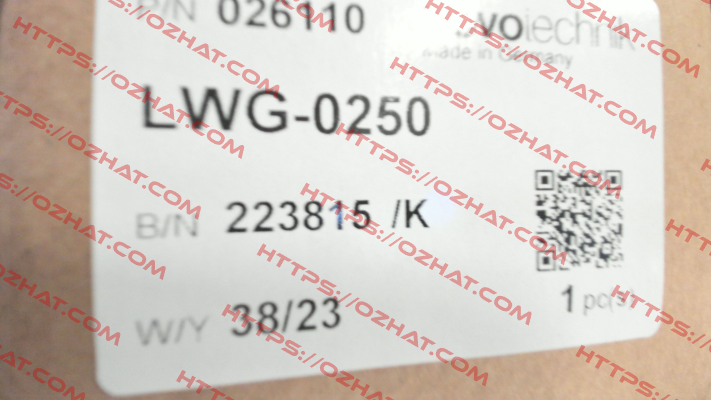 P/N 026110
Made in Germany
LWG-0250
B/N 223815 /K
1 pc(s)
W/Y 38/23
HTTPS://OZHAT.COM